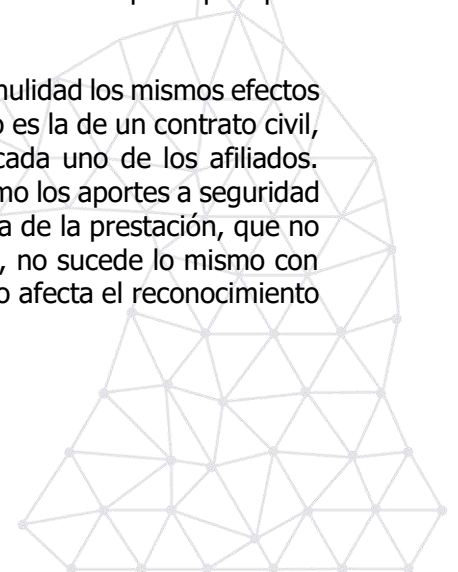 nulidad los mismos efectos
o es la de un contrato civil,
cada uno de los afiliados.
mo los aportes a seguridad
a de la prestación, que no
, no sucede lo mismo con
o afecta el reconocimiento